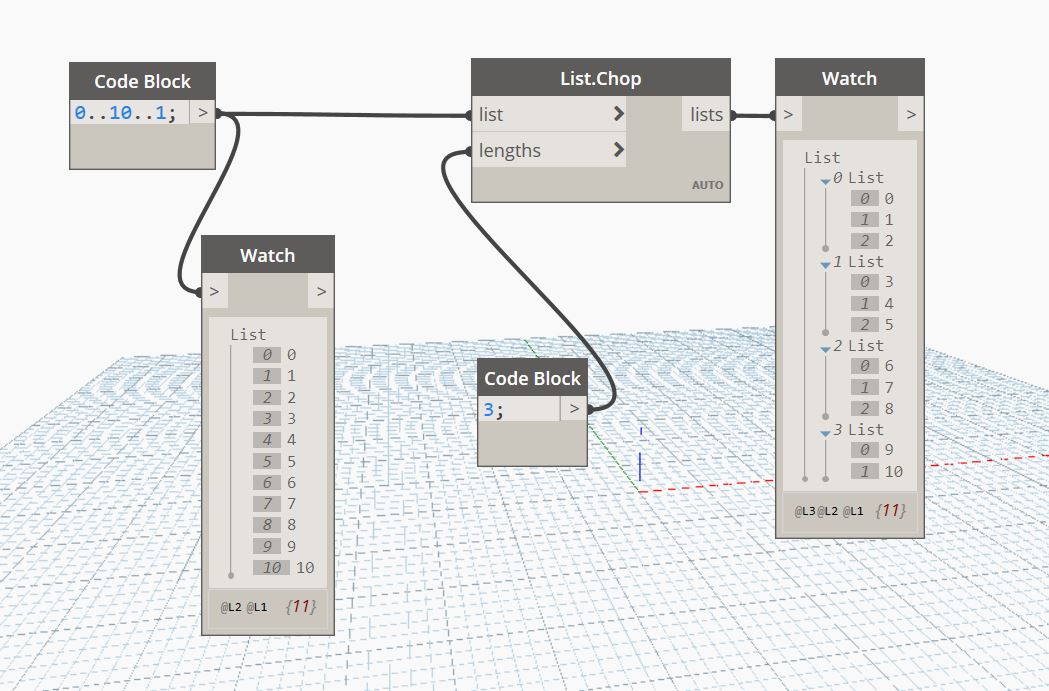 Code Block
0..10..1;
>
List.Chop
list >
lengths >
lists
AUTO
Watch
> >
List
0 List
0 0
1 1
2 2
1 List
0 3
1 4
2 5
2 List
0 6
1 7
2 8
3 List
0 9
1 10
@L3 @L2 @L1 {11}
Watch
> >
List
0 0
1 1
2 2
3 3
4 4
5 5
6 6
7 7
8 8
9 9
10 10
@L2 @L1 {11}
Code Block
3;
>